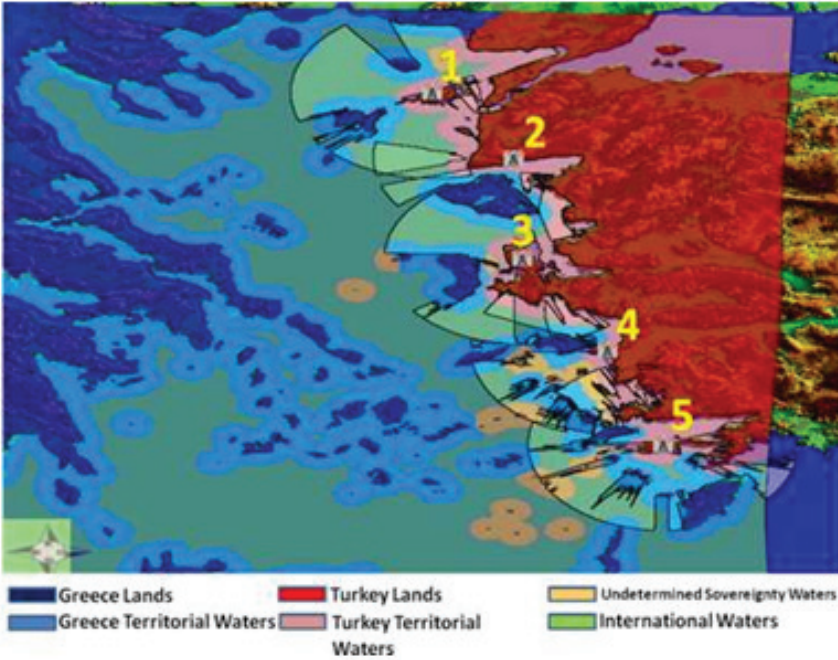 1
A
2
A
3
A
4
A
5
A
Greece Lands Turkey Lands Undetermined Sovereignty Waters
Greece Territorial Waters Turkey Territorial International Waters
Waters